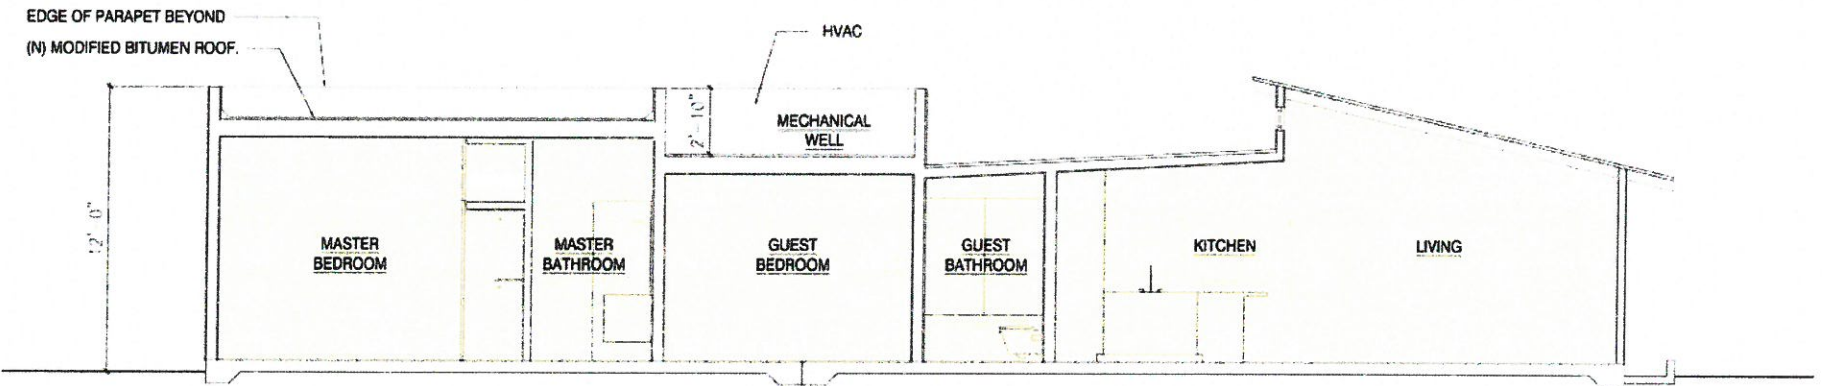 EDGE OF PARAPET BEYOND
(N) MODIFIED BITUMEN ROOF.
HVAC
2'-10"
MECHANICAL
WELL
12' 0"
MASTER
BEDROOM
MASTER
BATHROOM
GUEST
BEDROOM
GUEST
BATHROOM
KITCHEN
LIVING